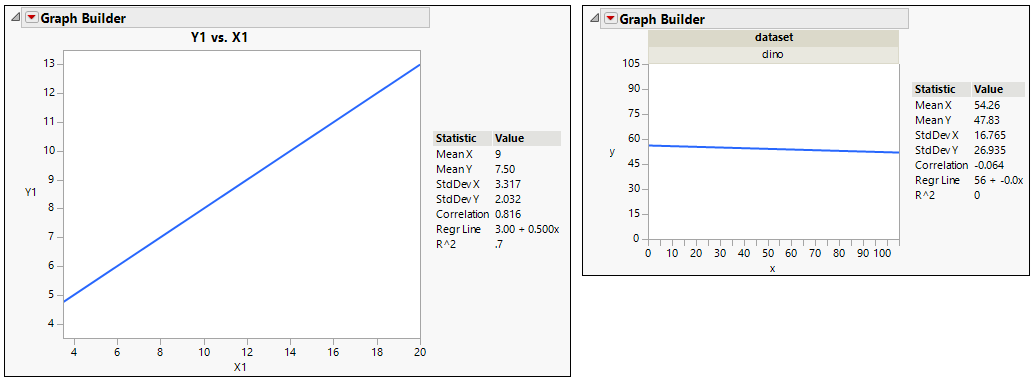 Graph Builder
Y1 vs. X1
13
12
11
10
9
8
7
6
5
4
Y1
4 6 8 10 12 14 16 18 20
X1
Statistic Value
Mean X 9
Mean Y 7.50
StdDev X 3.317
StdDev Y 2.032
Correlation 0.816
Regr Line 3.00 + 0.500x
R^2 .7
Graph Builder
dataset
dino
105
90
75
60
45
30
15
0
y
0 10 20 30 40 50 60 70 80 90 100
x
Statistic Value
Mean X 54.26
Mean Y 47.83
StdDev X 16.765
StdDev Y 26.935
Correlation -0.064
Regr Line 56 + -0.0x
R^2 0